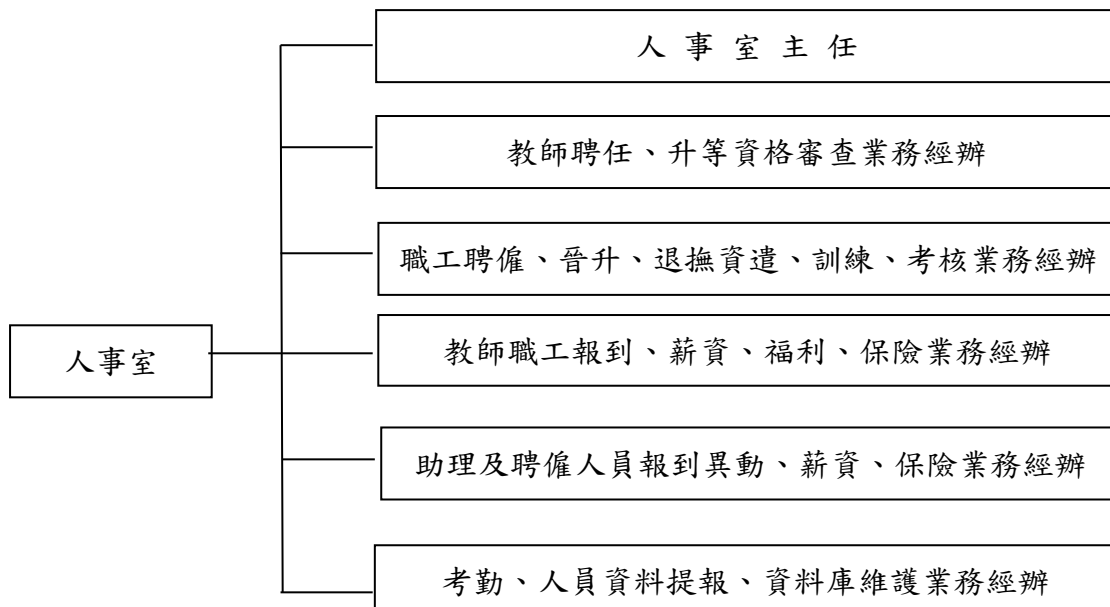 人事室主任
教師聘任、升等資格審查業務經辦
職工聘僱、晉升、退撫資遣、訓練、考核業務經辦
人事室
教師職工報到、薪資、福利、保險業務經辦
助理及聘僱人員報到異動、薪資、保險業務經辦
考勤、人員資料提報、資料庫維護業務經辦